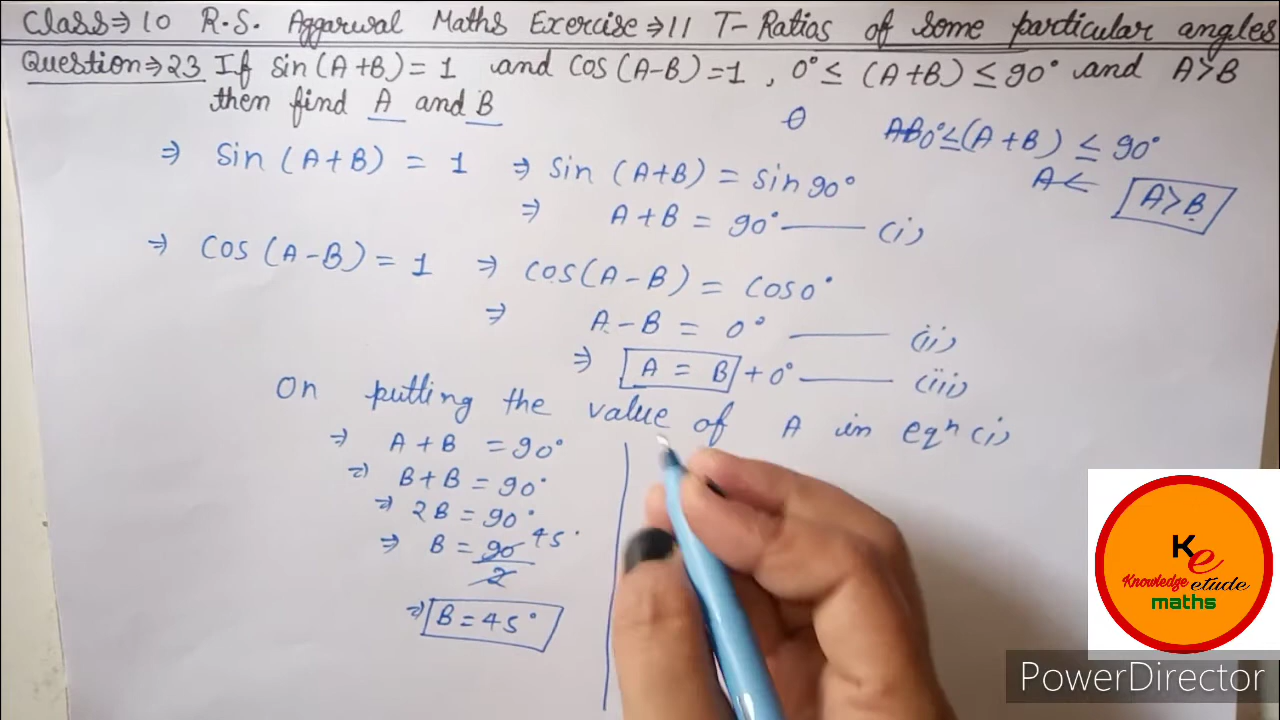 Class⇒10 R.S. Aggarwal Maths Exercise⇒11 T-Ratios of some particular angles
Question⇒23 If sin(A+B)=1 and cos(A-B)=1, 0°≤ (A+B) ≤ 90° and A>B
then find A and B
θ
AB0°≤(A+B) ≤ 90°
A<
A>B
⇒ Sin (A+B) = 1 ⇒ Sin (A+B) = Sin 90°
⇒ A+B = 90° —— (i)
⇒ Cos (A-B) = 1 ⇒ Cos(A-B) = Cos 0°
⇒ A-B = 0° —— (ii)
⇒ A = B + 0° —— (iii)
On putting the value of A in eqⁿ (i)
⇒ A+B = 90°
⇒ B+B = 90°
⇒ 2B = 90°
⇒ B = 90/2 45°
⇒ B = 45°
Ke
Knowledge etude
maths
PowerDirector